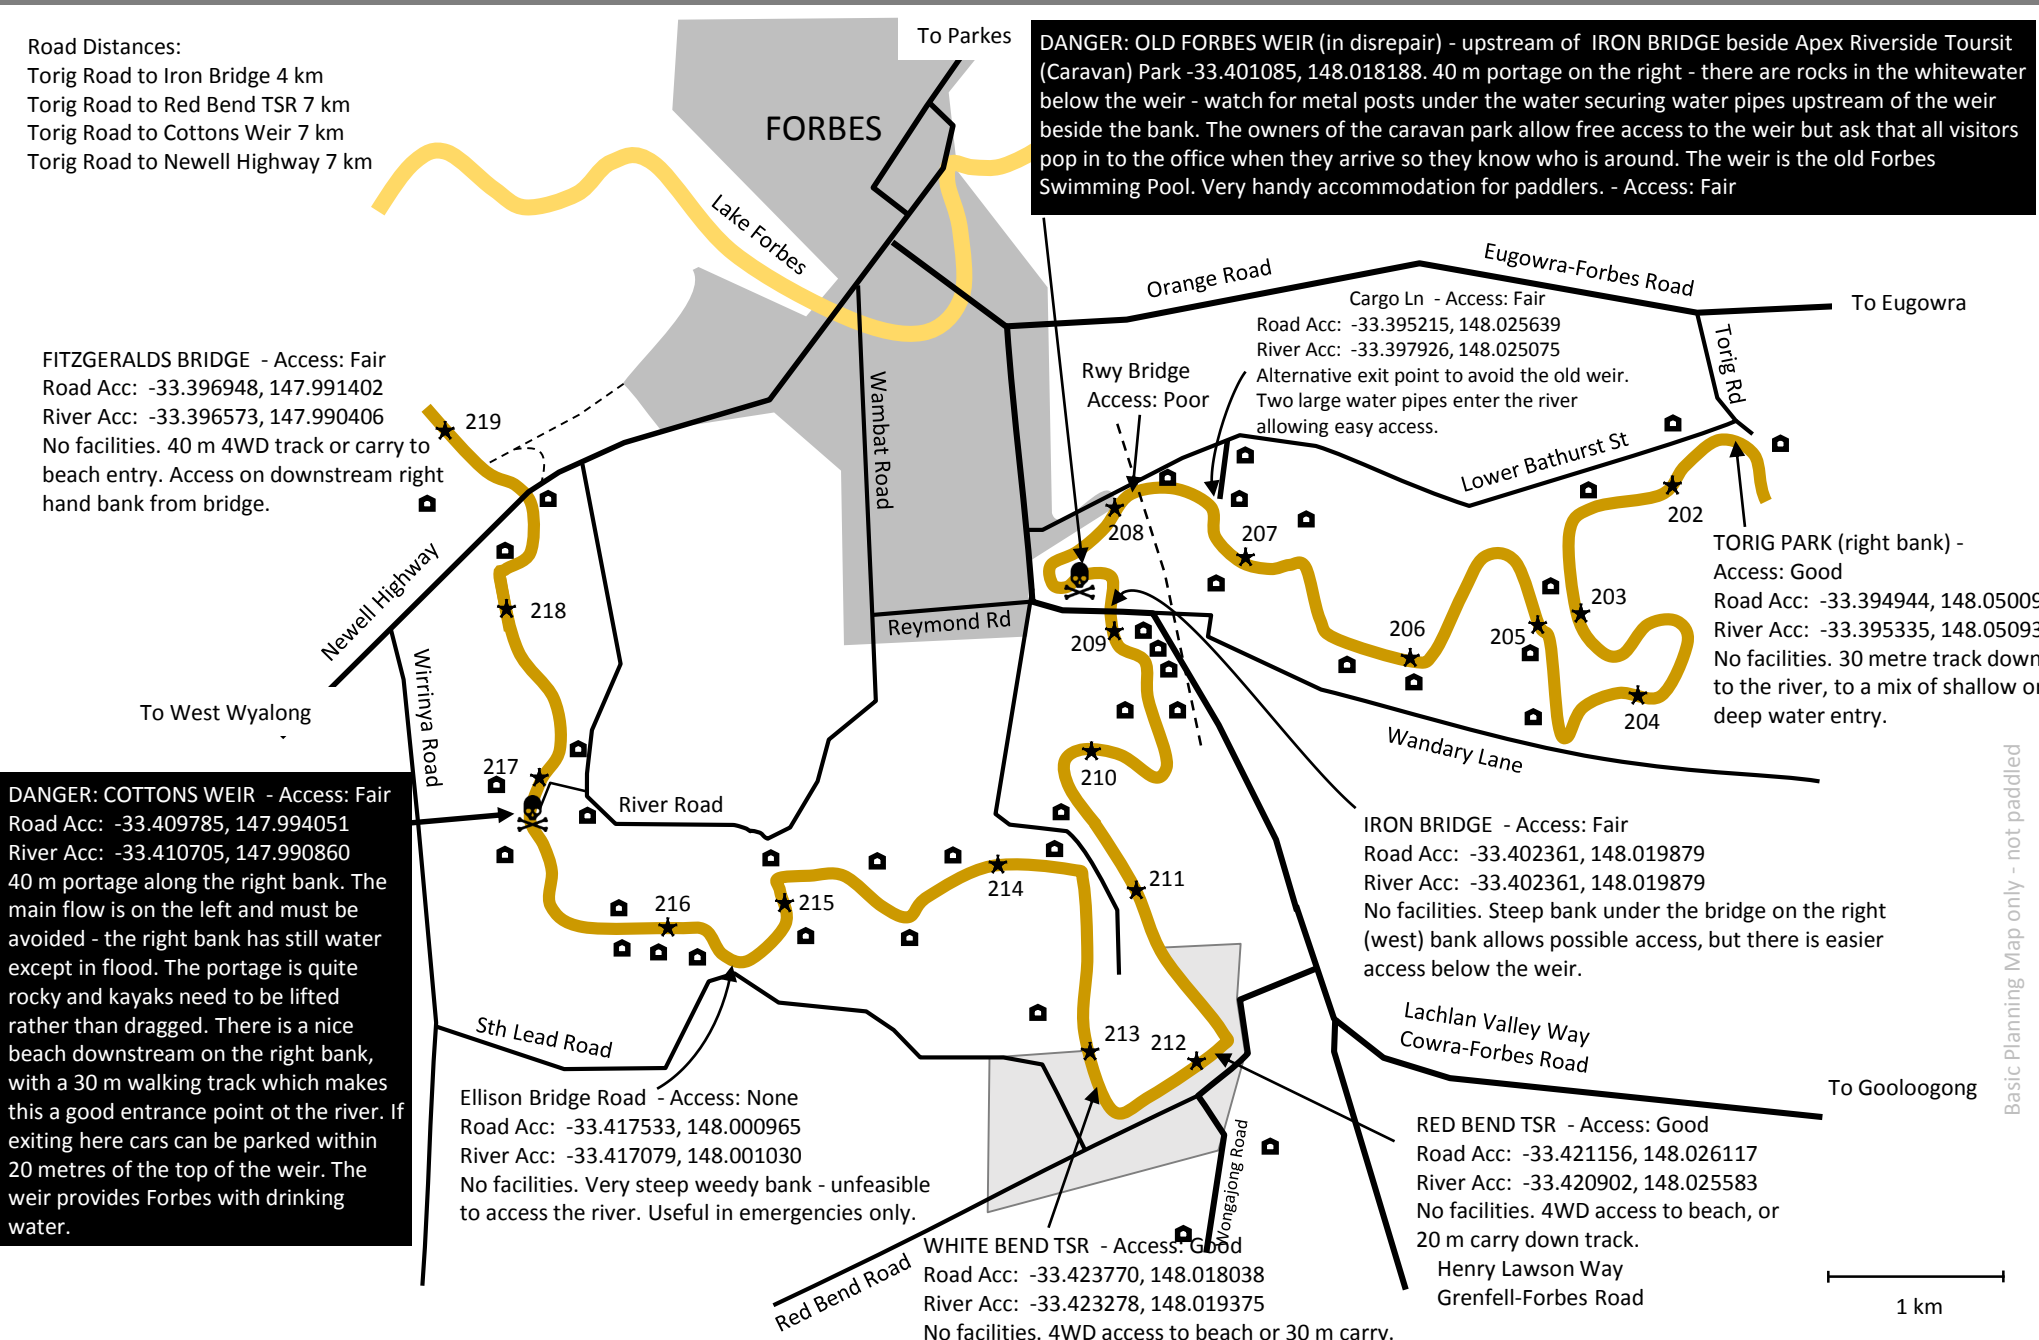 Road Distances:
Torig Road to Iron Bridge 4 km
Torig Road to Red Bend TSR 7 km
Torig Road to Cottons Weir 7 km
Torig Road to Newell Highway 7 km
To Parkes
FORBES
DANGER: OLD FORBES WEIR (in disrepair) - upstream of IRON BRIDGE beside Apex Riverside Toursit
(Caravan) Park -33.401085, 148.018188. 40 m portage on the right - there are rocks in the whitewater
below the weir - watch for metal posts under the water securing water pipes upstream of the weir
beside the bank. The owners of the caravan park allow free access to the weir but ask that all visitors
pop in to the office when they arrive so they know who is around. The weir is the old Forbes
Swimming Pool. Very handy accommodation for paddlers. - Access: Fair
Lake Forbes
Orange Road
Eugowra-Forbes Road
To Eugowra
Torig Rd
Cargo Ln - Access: Fair
Road Acc: -33.395215, 148.025639
River Acc: -33.397926, 148.025075
Alternative exit point to avoid the old weir.
Two large water pipes enter the river
allowing easy access.
Rwy Bridge
Access: Poor
FITZGERALDS BRIDGE - Access: Fair
Road Acc: -33.396948, 147.991402
River Acc: -33.396573, 147.990406
No facilities. 40 m 4WD track or carry to
beach entry. Access on downstream right
hand bank from bridge.
219
Wambat Road
Lower Bathurst St
202
208
207
TORIG PARK (right bank) -
Access: Good
Road Acc: -33.394944, 148.05009
River Acc: -33.395335, 148.05093
No facilities. 30 metre track down
to the river, to a mix of shallow or
deep water entry.
203
218
Newell Highway
Reymond Rd
209
206
205
204
Wirrinya Road
To West Wyalong
Wandary Lane
210
217
River Road
DANGER: COTTONS WEIR - Access: Fair
Road Acc: -33.409785, 147.994051
River Acc: -33.410705, 147.990860
40 m portage along the right bank. The
main flow is on the left and must be
avoided - the right bank has still water
except in flood. The portage is quite
rocky and kayaks need to be lifted
rather than dragged. There is a nice
beach downstream on the right bank,
with a 30 m walking track which makes
this a good entrance point ot the river. If
exiting here cars can be parked within
20 metres of the top of the weir. The
weir provides Forbes with drinking
water.
IRON BRIDGE - Access: Fair
Road Acc: -33.402361, 148.019879
River Acc: -33.402361, 148.019879
No facilities. Steep bank under the bridge on the right
(west) bank allows possible access, but there is easier
access below the weir.
216
215
214
211
Basic Planning Map only - not paddled
Sth Lead Road
213
212
Lachlan Valley Way
Cowra-Forbes Road
To Gooloogong
Ellison Bridge Road - Access: None
Road Acc: -33.417533, 148.000965
River Acc: -33.417079, 148.001030
No facilities. Very steep weedy bank - unfeasible
to access the river. Useful in emergencies only.
Wongajong Road
RED BEND TSR - Access: Good
Road Acc: -33.421156, 148.026117
River Acc: -33.420902, 148.025583
No facilities. 4WD access to beach, or
20 m carry down track.
Henry Lawson Way
Grenfell-Forbes Road
Red Bend Road
WHITE BEND TSR - Access: Good
Road Acc: -33.423770, 148.018038
River Acc: -33.423278, 148.019375
No facilities. 4WD access to beach or 30 m carry.
1 km